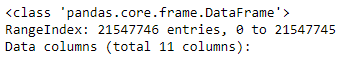 <class 'pandas.core.frame.DataFrame'>
RangeIndex: 21547746 entries, 0 to 21547745
Data columns (total 11 columns):